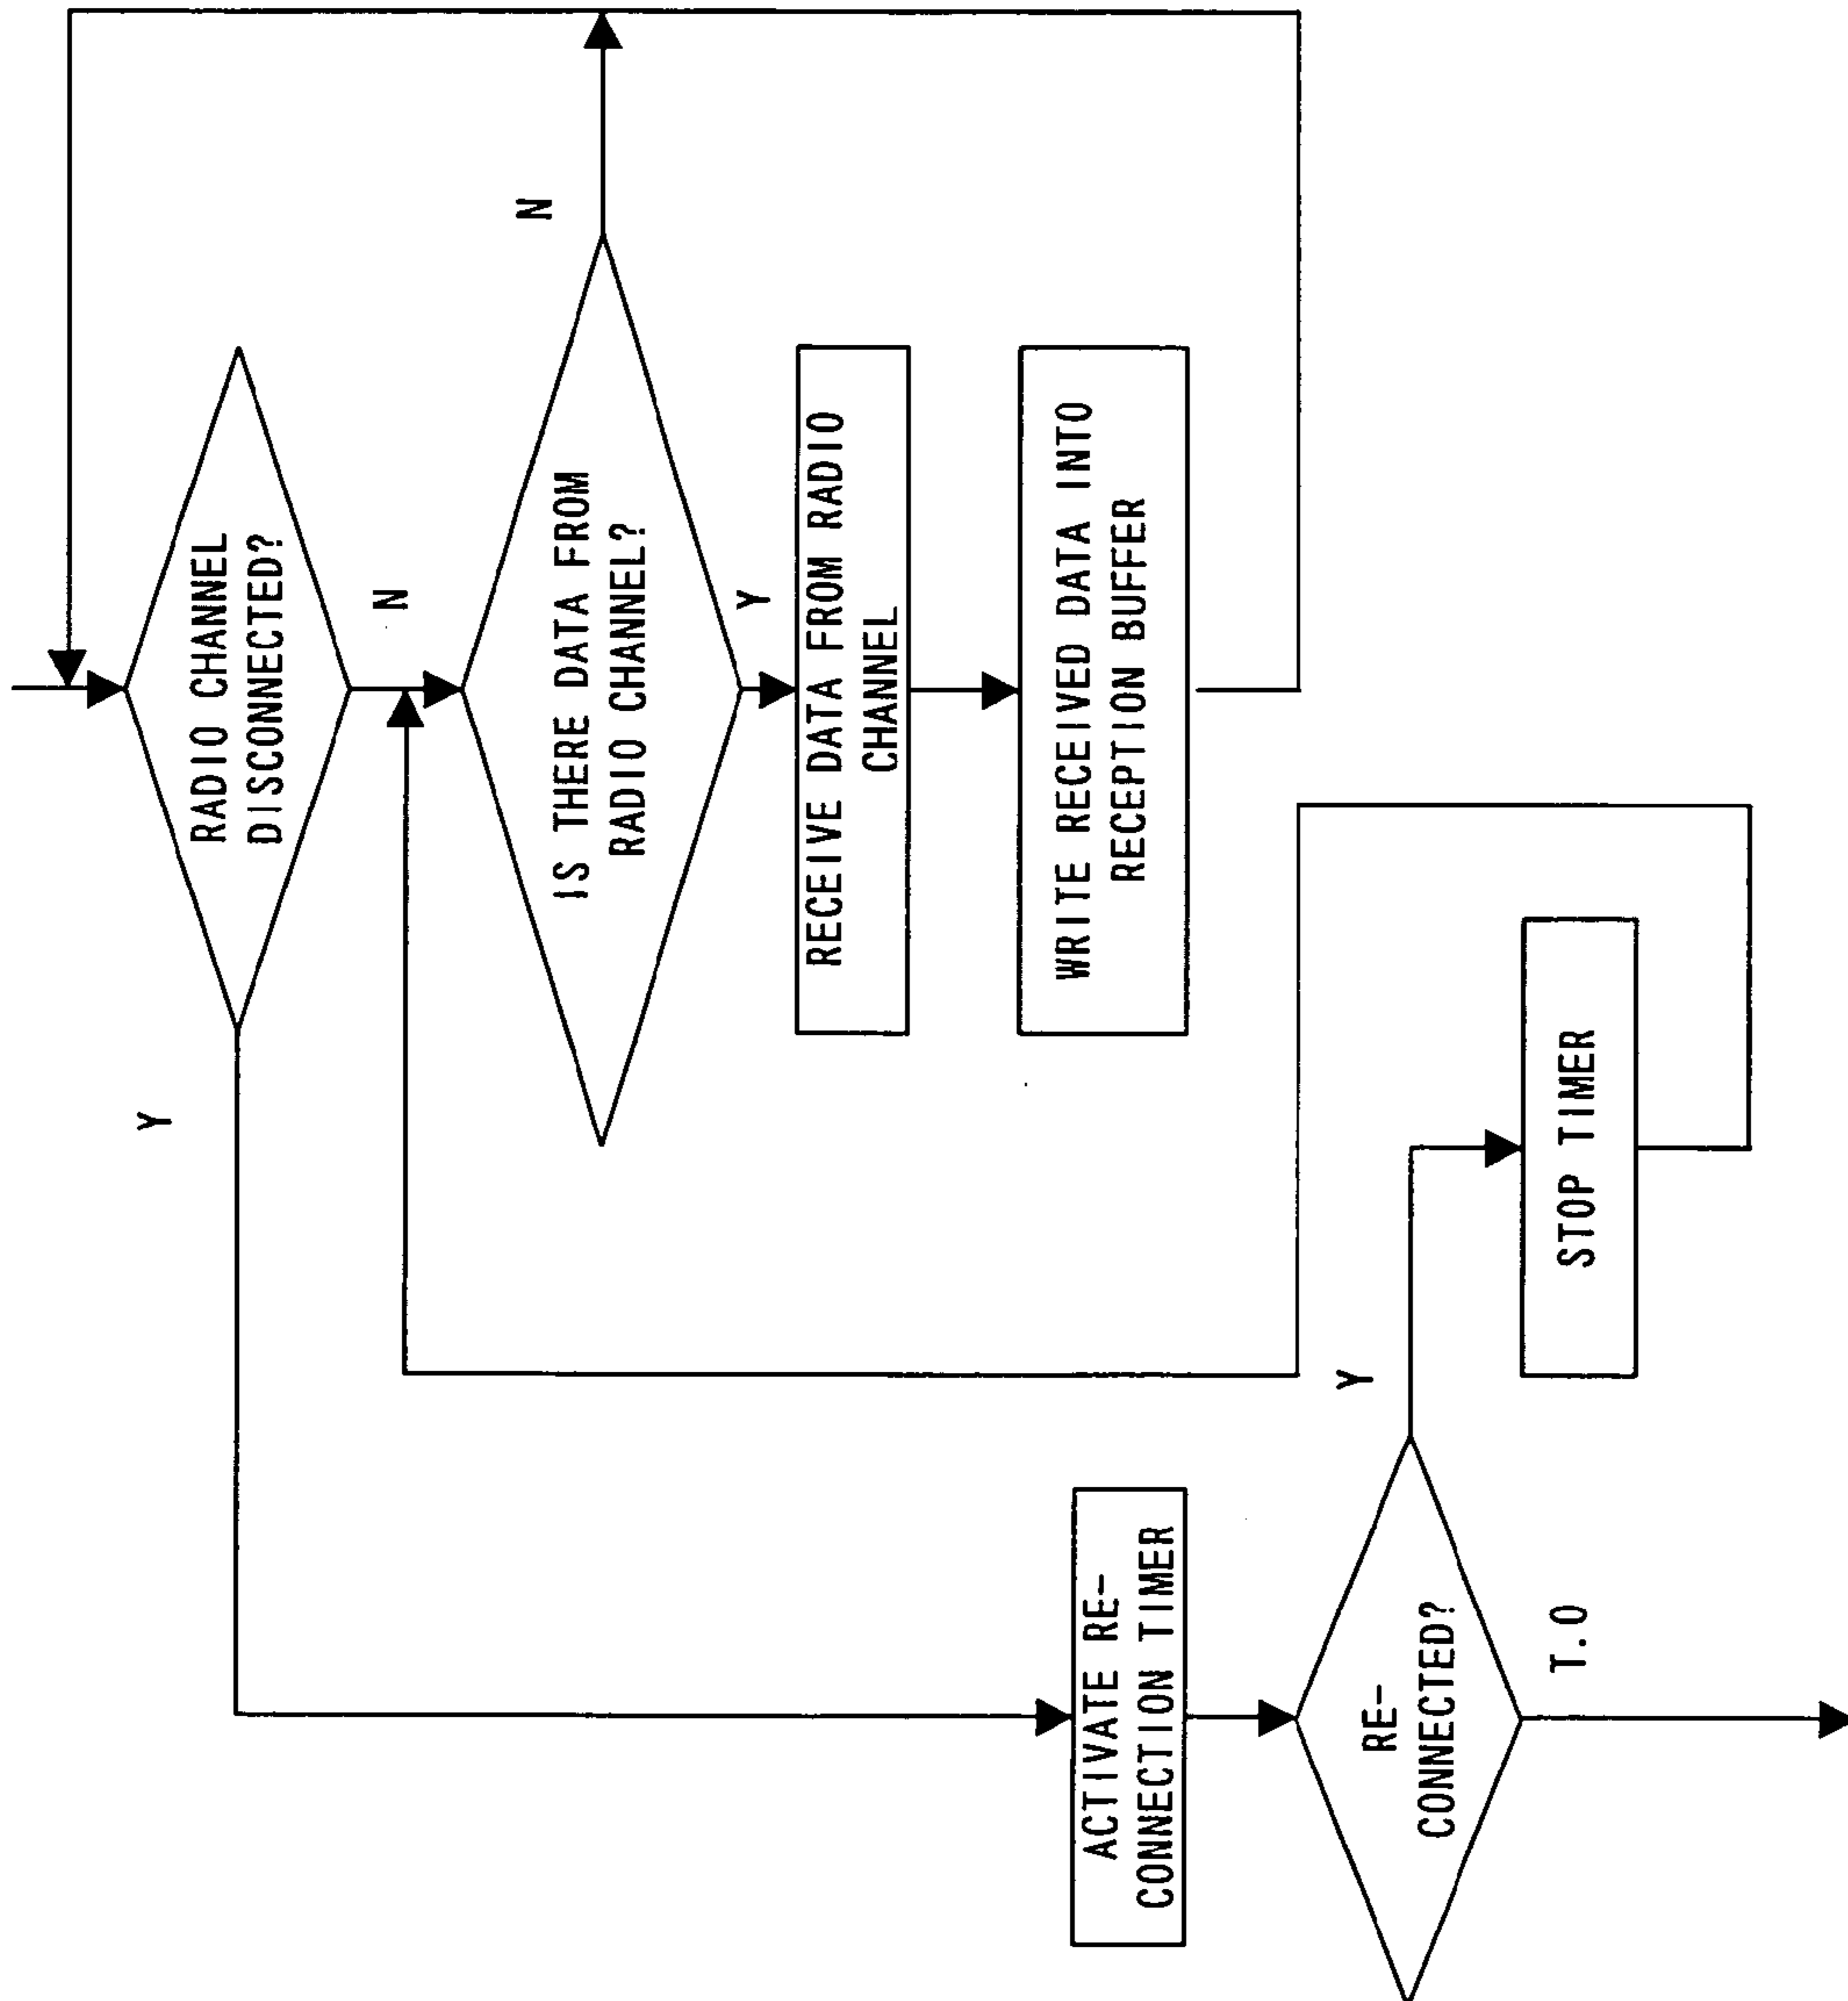 RADIO CHANNEL
DISCONNECTED?
Y
N
IS THERE DATA FROM
RADIO CHANNEL?
N
Y
RECEIVE DATA FROM RADIO
CHANNEL
WRITE RECEIVED DATA INTO
RECEPTION BUFFER
ACTIVATE RE-
CONNECTION TIMER
RE-
CONNECTED?
Y
T.O
STOP TIMER